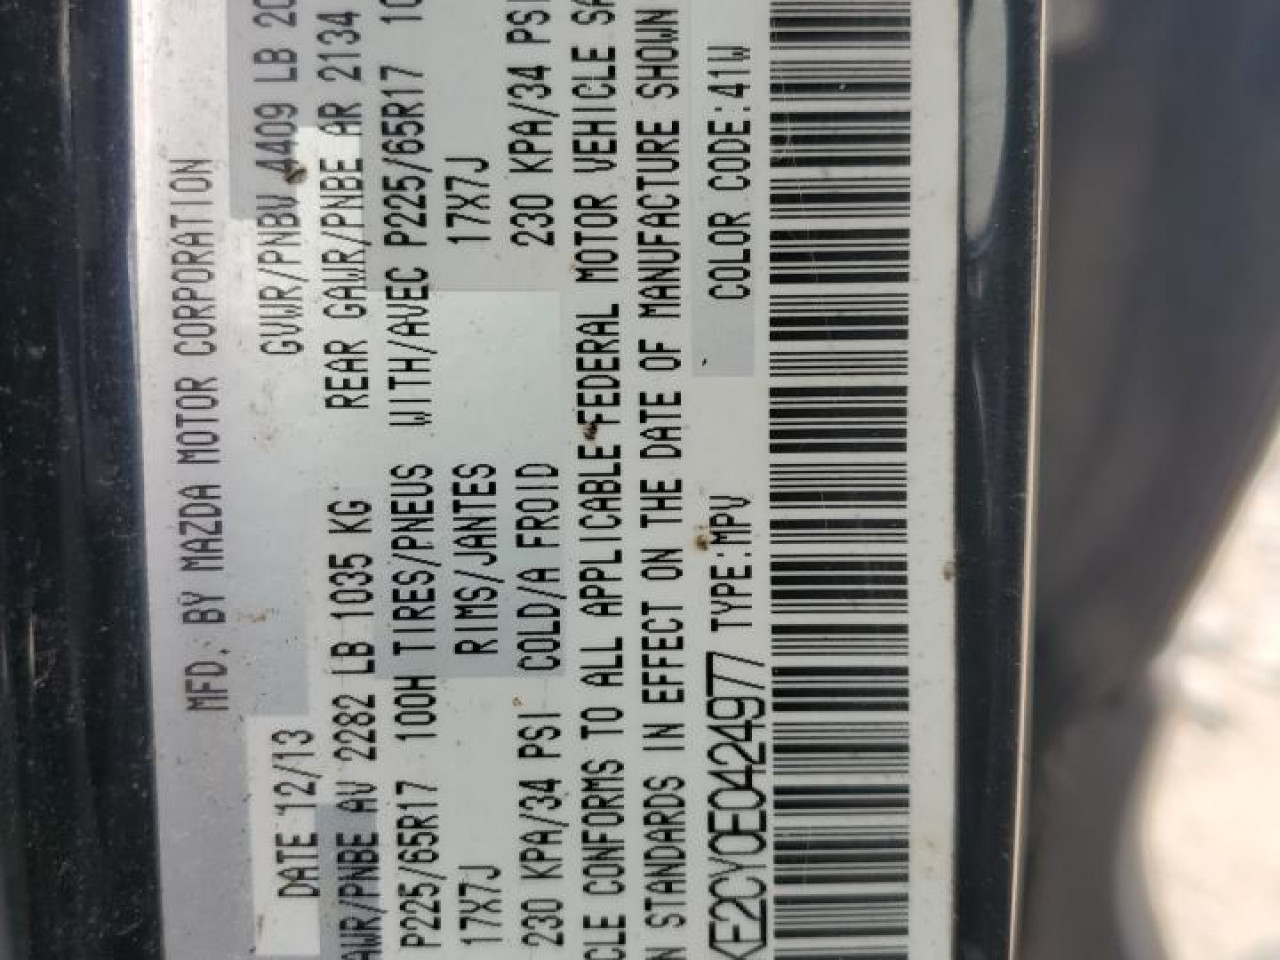 MFD. BY MAZDA MOTOR CORPORATION
DATE 12/13 GVWR/PNBV 4409 LB 20
AWR/PNBE AV 2282 LB 1035 KG REAR GAWR/PNBE AR 2134
P225/65R17 100H TIRES/PNEUS WITH/AVEC P225/65R17 10
17X7J RIMS/JANTES 17X7J
230 KPA/34 PSI COLD/A FROID 230 KPA/34 PSI
CLE CONFORMS TO ALL APPLICABLE FEDERAL MOTOR VEHICLE SA
N STANDARDS IN EFFECT ON THE DATE OF MANUFACTURE SHOWN
KE2CY0E0424977 TYPE:MPV COLOR CODE:41W